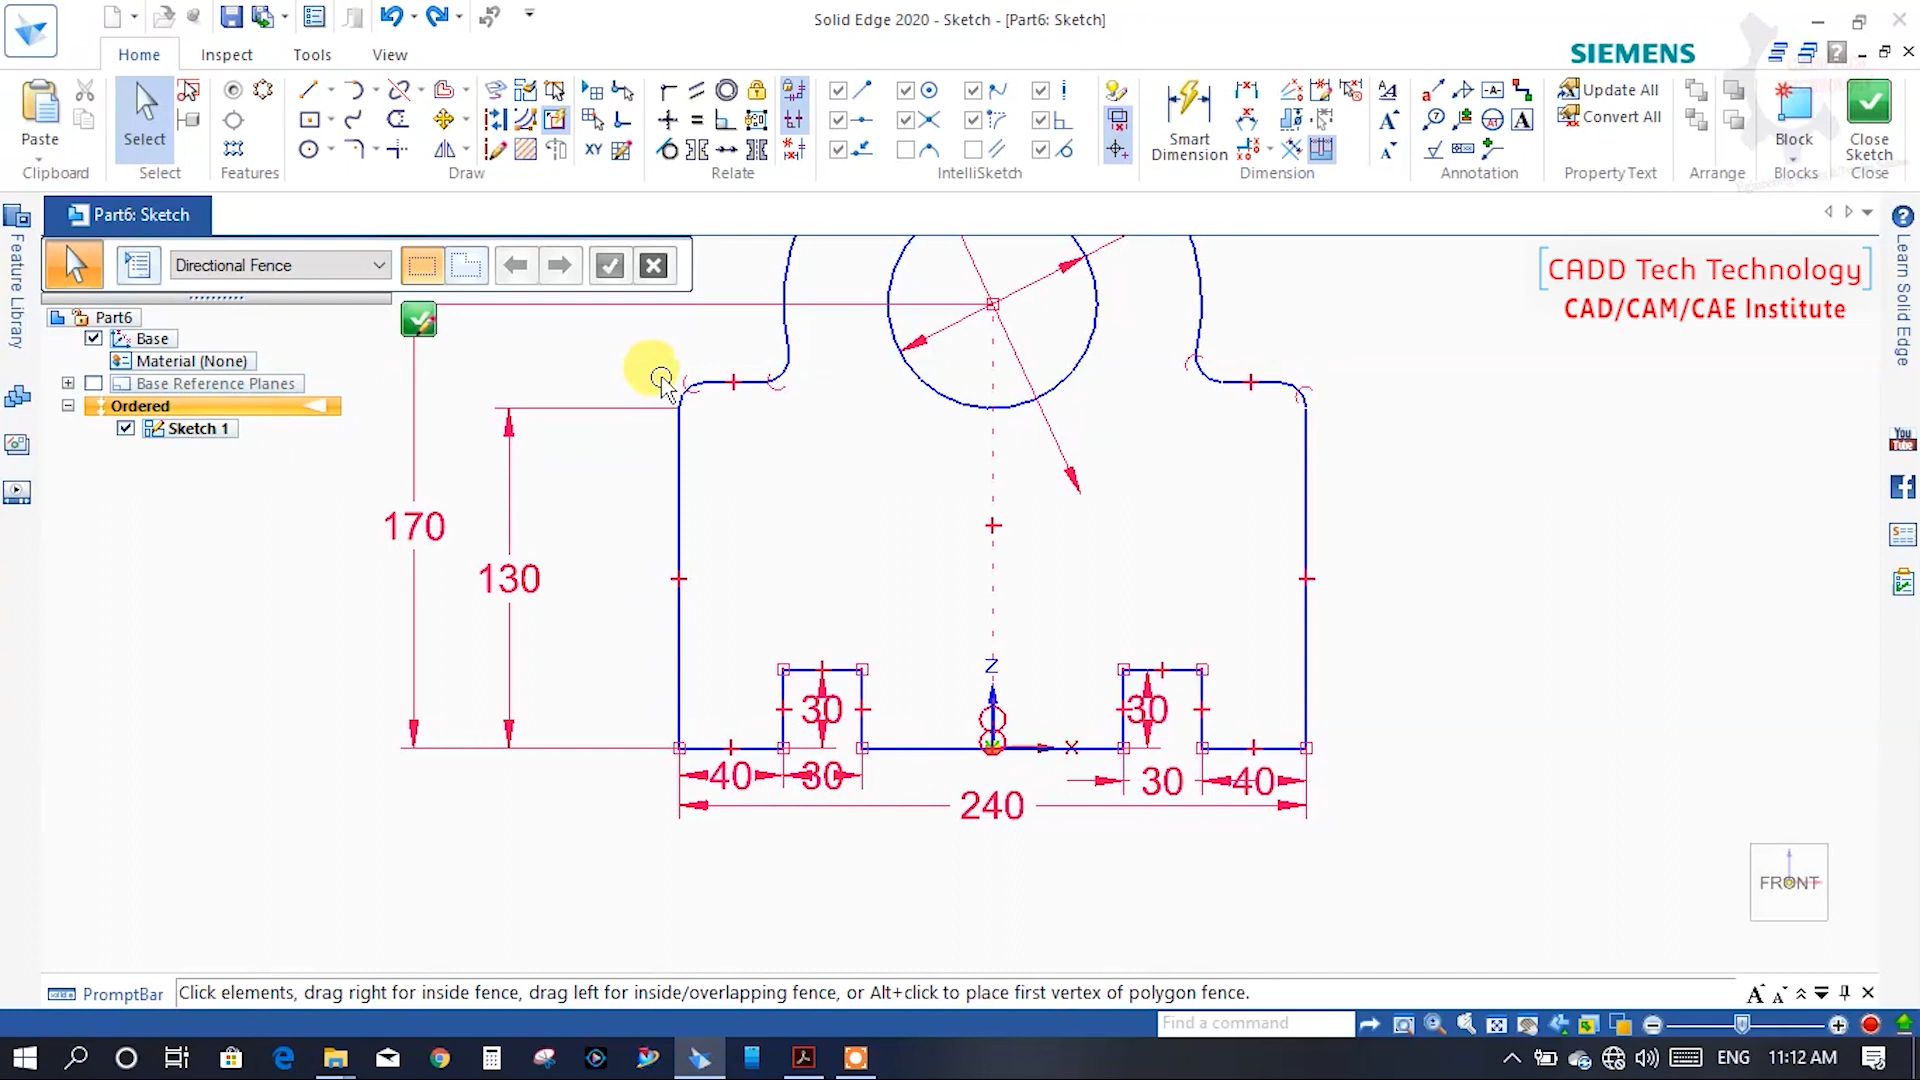 Solid Edge 2020 - Sketch - [Part6: Sketch]
Home
Inspect
Tools
View
SIEMENS
Paste
Select
Smart
Dimension
Update All
Convert All
Block
Close
Sketch
Clipboard
Select
Features
Draw
Relate
IntelliSketch
Dimension
Annotation
Property Text
Arrange
Blocks
Close
XY
-A-
A1
A
Part6: Sketch
Directional Fence
Feature Library
Learn Solid Edge
[CADD Tech Technology]
CAD/CAM/CAE Institute
Part6
Base
Material (None)
Base Reference Planes
Ordered
Sketch 1
You
Tube
170
130
Z
30
30
X
40
30
30
40
240
FRONT
PromptBar
Click elements, drag right for inside fence, drag left for inside/overlapping fence, or Alt+click to place first vertex of polygon fence.
Find a command
ENG
11:12 AM